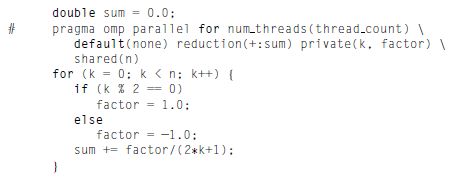 double sum = 0.0;
# pragma omp parallel for num_threads(thread_count) \
default(none) reduction(+:sum) private(k, factor) \
shared(n)
for (k = 0; k < n; k++) {
if (k % 2 == 0)
factor = 1.0;
else
factor = -1.0;
sum += factor/(2*k+1);
}